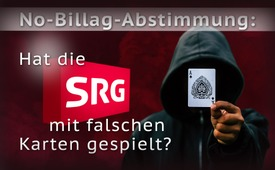 No-Billag-Abstimmung:
Hat die
SRG
mit falschen
Karten gespielt?